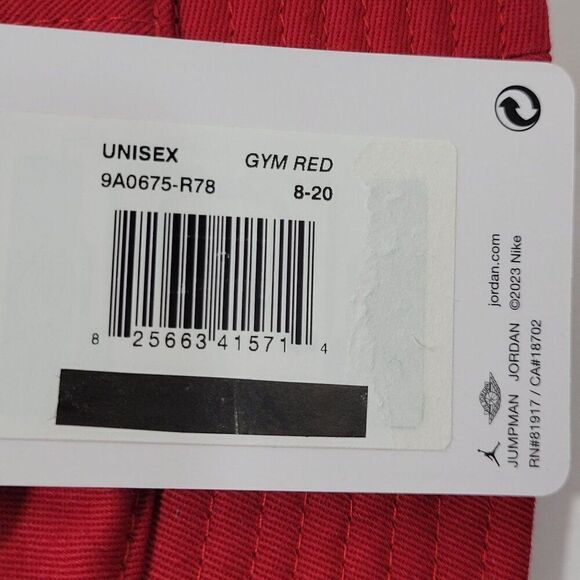 UNISEX GYM RED
9A0675-R78 8-20
8 25663 41571 4
jordan.com
©2023 Nike
JUMPMAN JORDAN
RN#81917 / CA#18702